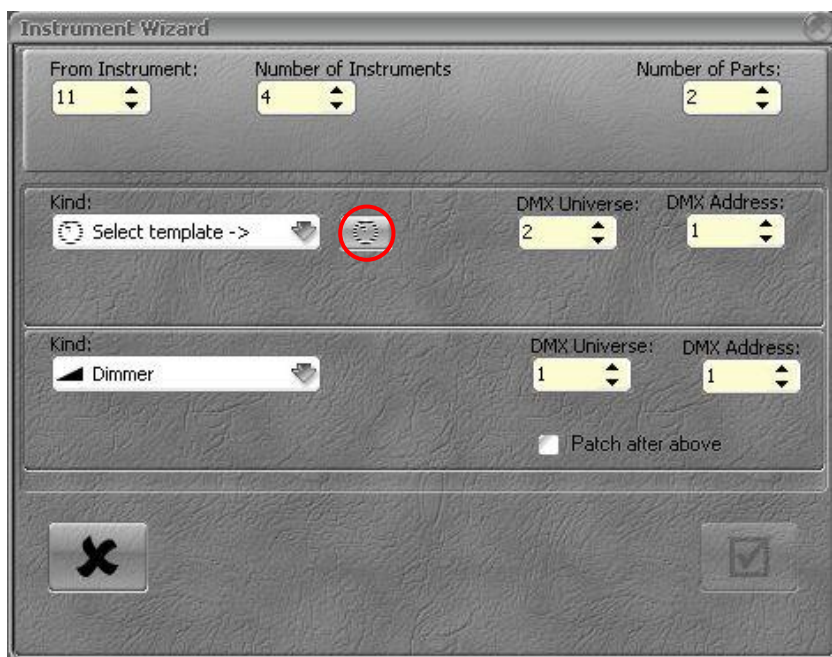 Instrument Wizard
From Instrument: Number of Instruments Number of Parts:
11 4 2
Kind: DMX Universe: DMX Address:
Select template -> 2 1
Kind: DMX Universe: DMX Address:
Dimmer 1 1
Patch after above